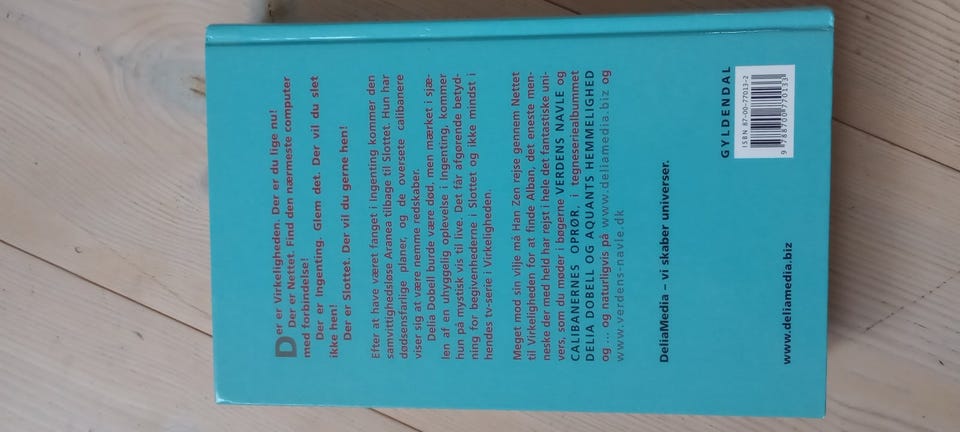 Der er Virkeligheden. Der er du lige nu!
Der er Nettet. Find den nærmeste computer
med forbindelse!
Der er Ingenting. Glem det. Der vil du slet
ikke hen!
Der er Slottet. Der vil du gerne hen!
Efter at have været fanget i Ingenting kommer den
samvittighedsløse Aranea tilbage til Slottet. Hun har
dødsensfarlige planer, og de oversete calibanere
viser sig at være nemme redskaber.
Delia Dobell burde være død, men mærket i sjæ-
len af en uhyggelig oplevelse i Ingenting, kommer
hun på mystisk vis til live. Det får afgørende betyd-
ning for begivenhederne i Slottet og ikke mindst i
hendes tv-serie i Virkeligheden.
Meget mod sin vilje må Han Zen rejse gennem Nettet
til Virkeligheden for at finde Alban, det eneste men-
neske der med held har rejst i hele det fantastiske uni-
vers, som du møder i bøgerne VERDENS NAVLE og
CALIBANERNES OPRØR, i tegneseriealbummet
DELIA DOBELL OG AQUANTS HEMMELIGHED
og ... og naturligvis på www.deliamedia.biz og
www.verdens-navle.dk
DeliaMedia – vi skaber universer.
www.deliamedia.biz
GYLDENDAL
ISBN 87-00-77013-2
9 788700 770133